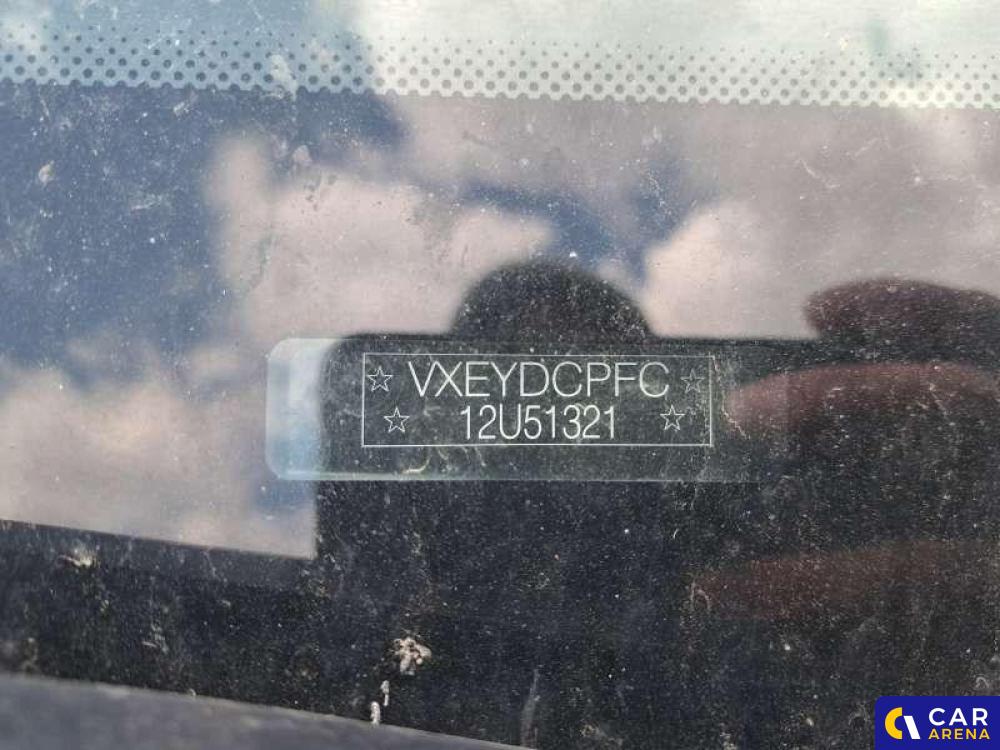 ☆ VXEYDCPFC ☆
☆ 12U51321 ☆
CAR
ARENA